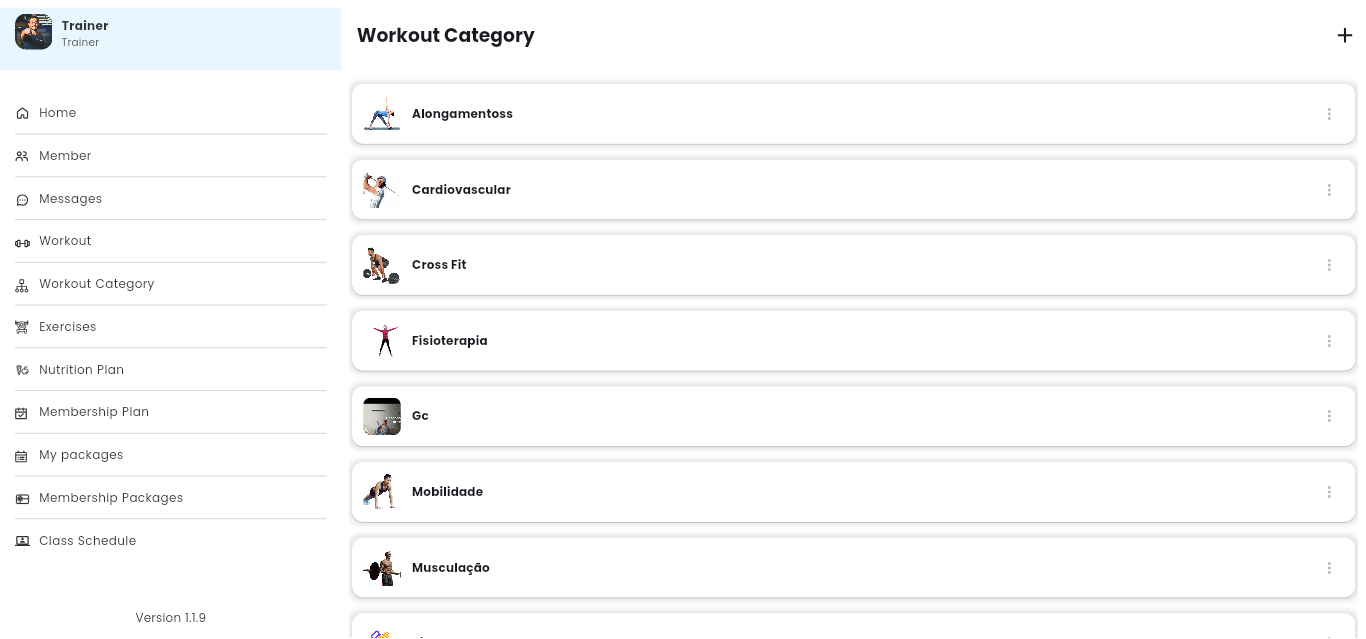 Trainer
Trainer
Home
Member
Messages
Workout
Workout Category
Exercises
Nutrition Plan
Membership Plan
My packages
Membership Packages
Class Schedule
Version 1.1.9
Workout Category
Alongamentoss
Cardiovascular
Cross Fit
Fisioterapia
Gc
Mobilidade
Musculação